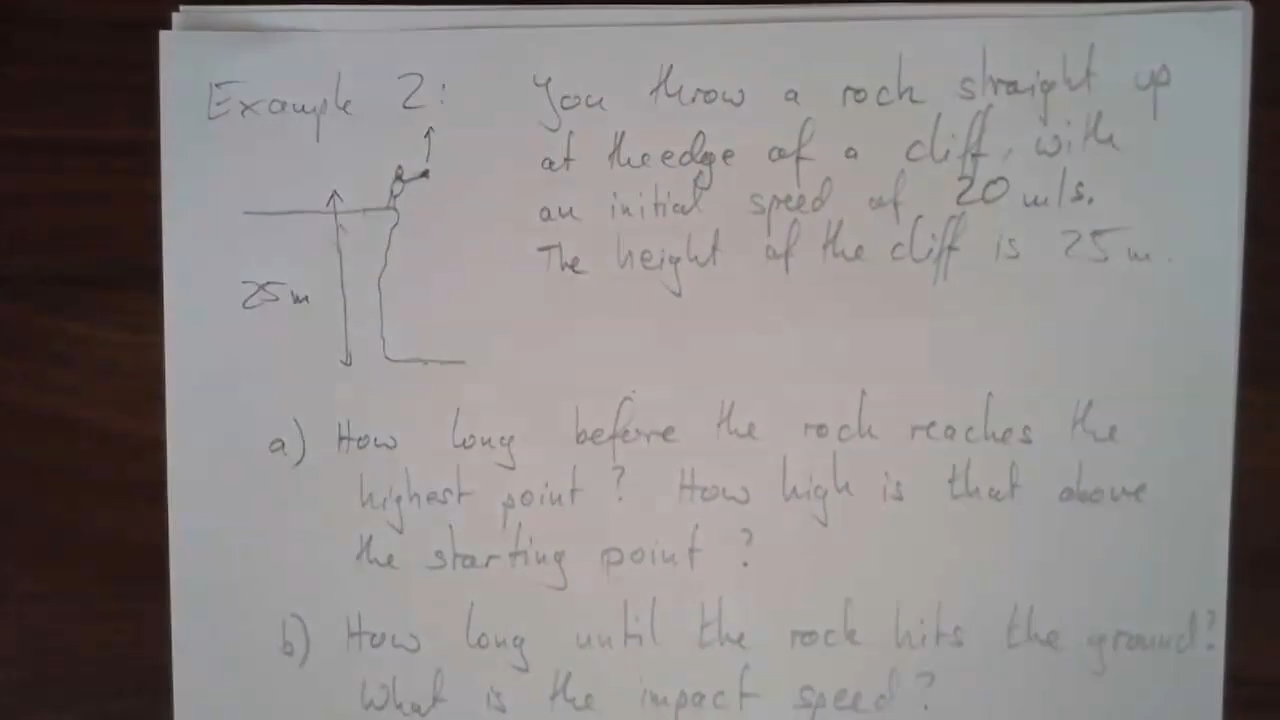 Example 2: You throw a rock straight up
at the edge of a cliff, with
an initial speed of 20 m/s.
The height of the cliff is 25 m.
25 m
a) How long before the rock reaches the
highest point? How high is that above
the starting point?
b) How long until the rock hits the ground?
What is the impact speed?